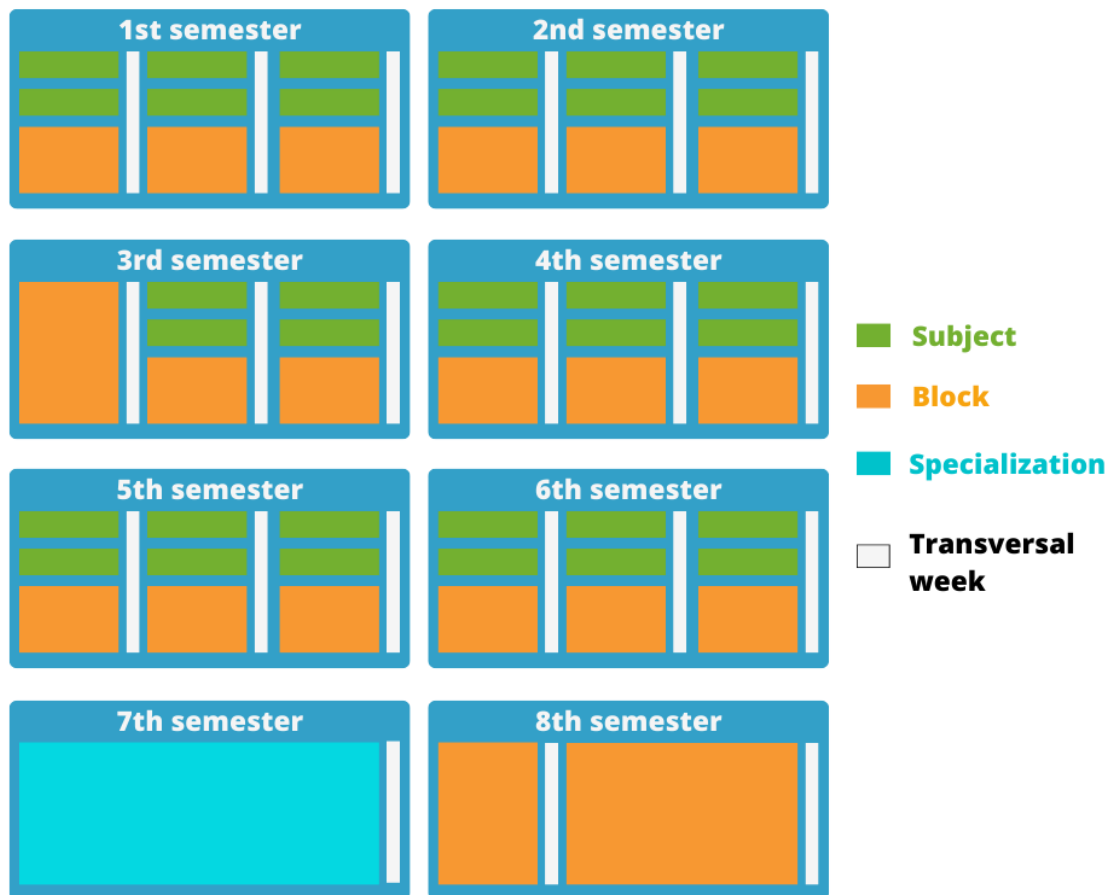 1st semester
2nd semester
3rd semester
4th semester
5th semester
6th semester
7th semester
8th semester
Subject
Block
Specialization
Transversal
week